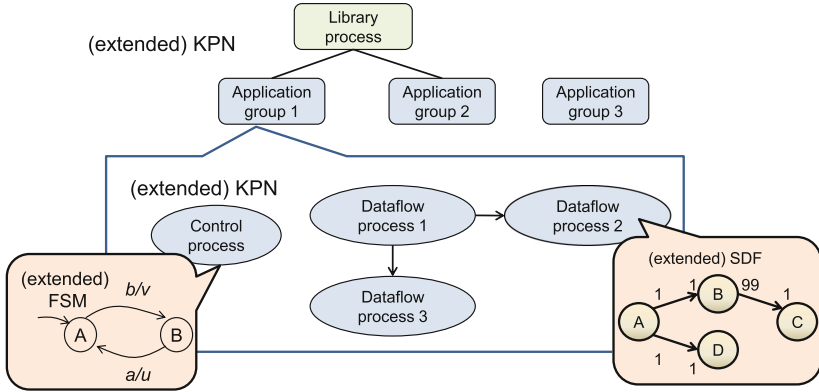 Library
process
(extended) KPN
Application
group 1
Application
group 2
Application
group 3
(extended) KPN
Control
process
Dataflow
process 1
Dataflow
process 2
Dataflow
process 3
(extended)
FSM
b/v
A
B
a/u
(extended) SDF
1
1
B
99
1
A
C
D
1
1